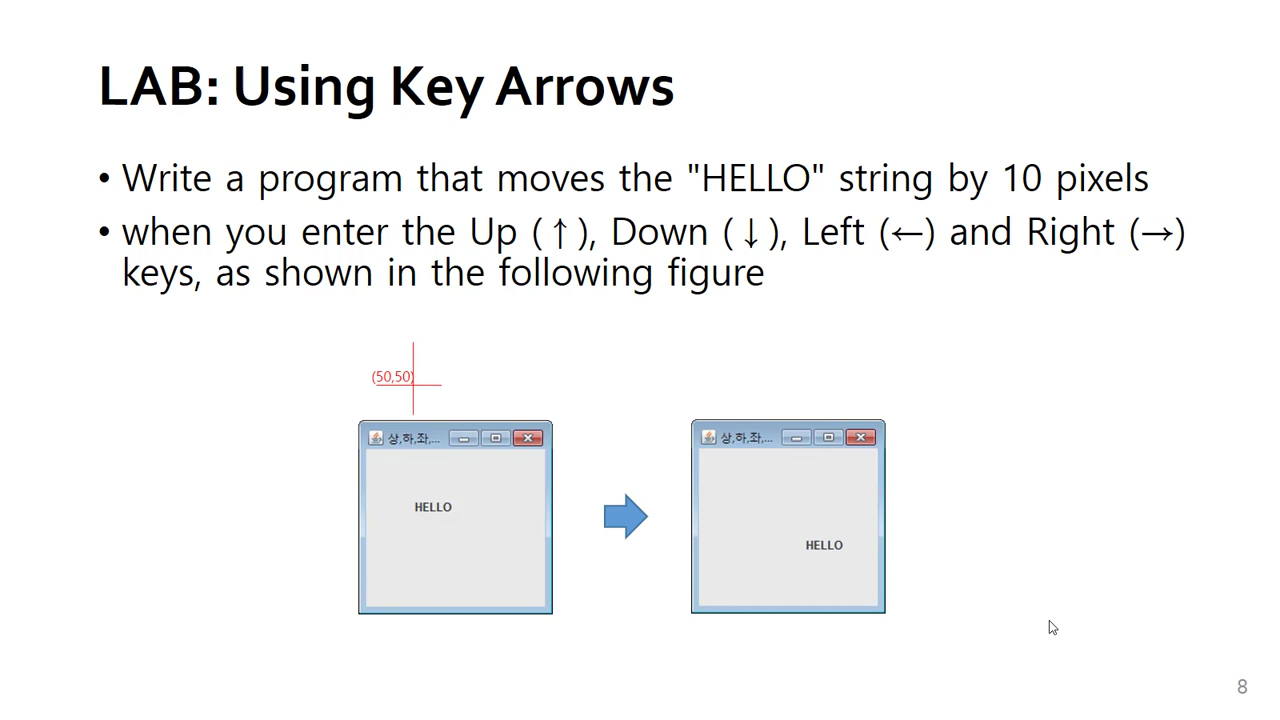 LAB: Using Key Arrows
• Write a program that moves the "HELLO" string by 10 pixels
• when you enter the Up (↑), Down (↓), Left (←) and Right (→)
keys, as shown in the following figure
(50,50)
상,하,좌,...
HELLO
상,하,좌,...
HELLO
8